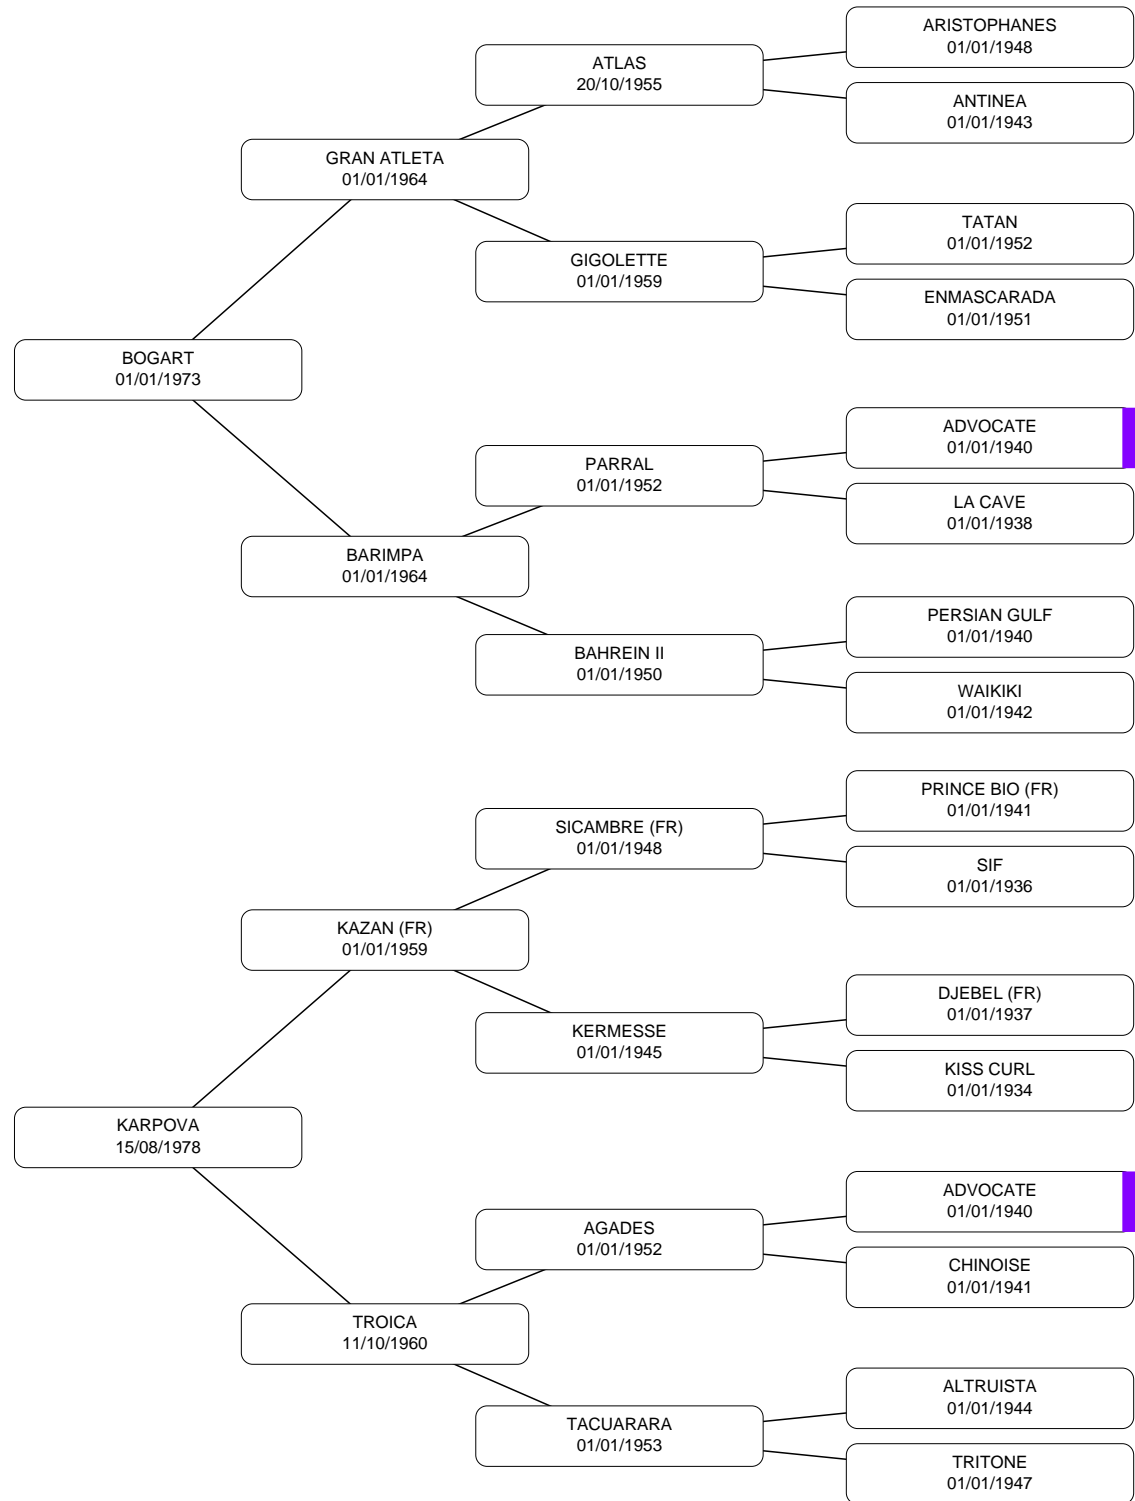 ARISTOPHANES
01/01/1948
ATLAS
20/10/1955
ANTINEA
01/01/1943
GRAN ATLETA
01/01/1964
TATAN
01/01/1952
GIGOLETTE
01/01/1959
ENMASCARADA
01/01/1951
BOGART
01/01/1973
ADVOCATE
01/01/1940
PARRAL
01/01/1952
LA CAVE
01/01/1938
BARIMPA
01/01/1964
PERSIAN GULF
01/01/1940
BAHREIN II
01/01/1950
WAIKIKI
01/01/1942
PRINCE BIO (FR)
01/01/1941
SICAMBRE (FR)
01/01/1948
SIF
01/01/1936
KAZAN (FR)
01/01/1959
DJEBEL (FR)
01/01/1937
KERMESSE
01/01/1945
KISS CURL
01/01/1934
KARPOVA
15/08/1978
ADVOCATE
01/01/1940
AGADES
01/01/1952
CHINOISE
01/01/1941
TROICA
11/10/1960
ALTRUISTA
01/01/1944
TACUARARA
01/01/1953
TRITONE
01/01/1947